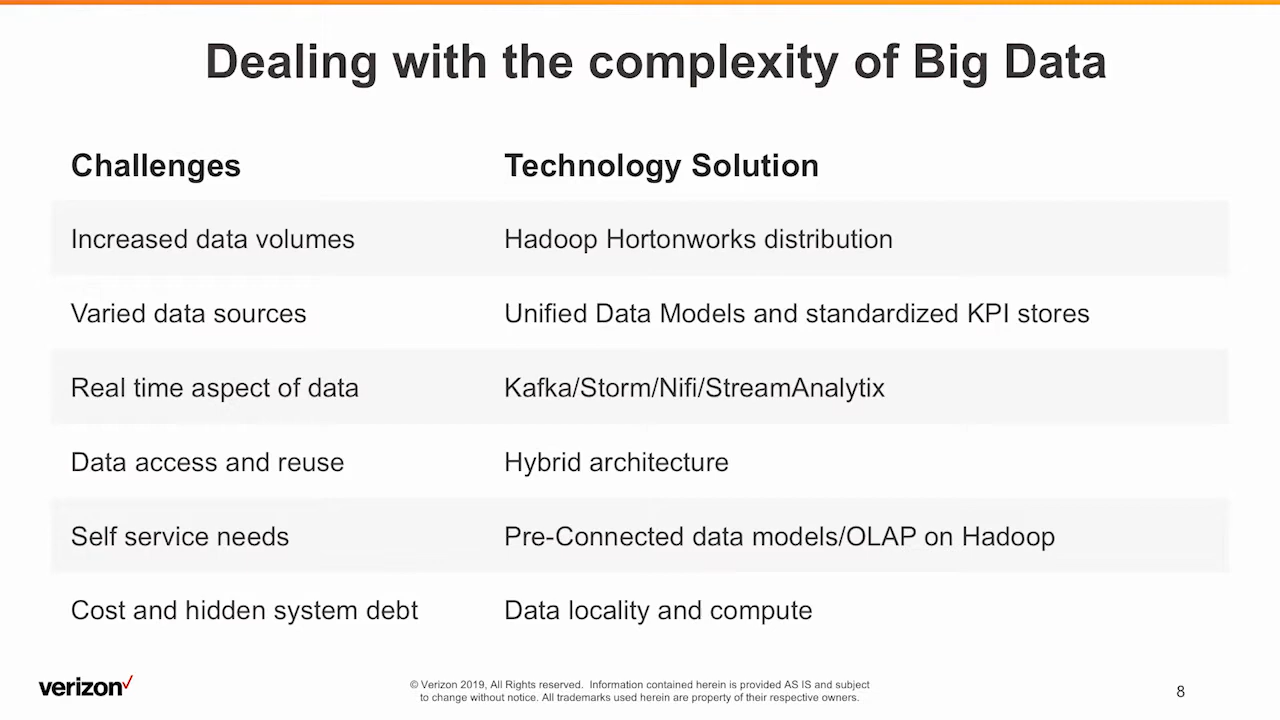 Dealing with the complexity of Big Data
Challenges Technology Solution
Increased data volumes Hadoop Hortonworks distribution
Varied data sources Unified Data Models and standardized KPI stores
Real time aspect of data Kafka/Storm/Nifi/StreamAnalytix
Data access and reuse Hybrid architecture
Self service needs Pre-Connected data models/OLAP on Hadoop
Cost and hidden system debt Data locality and compute
verizon✓
© Verizon 2019, All Rights reserved. Information contained herein is provided AS IS and subject
to change without notice. All trademarks used herein are property of their respective owners.
8